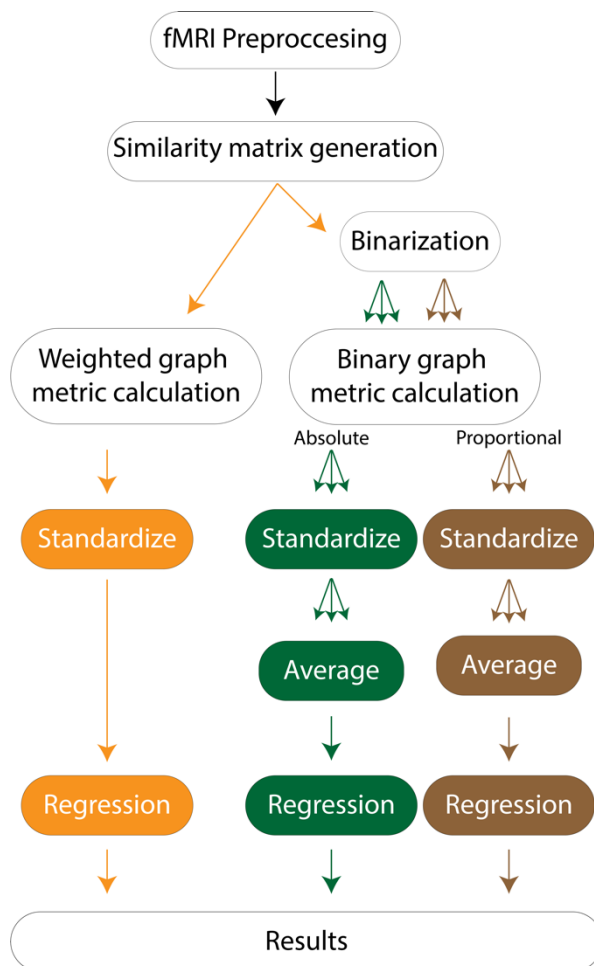 fMRI Preproccesing
Similarity matrix generation
Binarization
Weighted graph
metric calculation
Binary graph
metric calculation
Absolute
Proportional
Standardize
Standardize
Standardize
Average
Average
Regression
Regression
Regression
Results